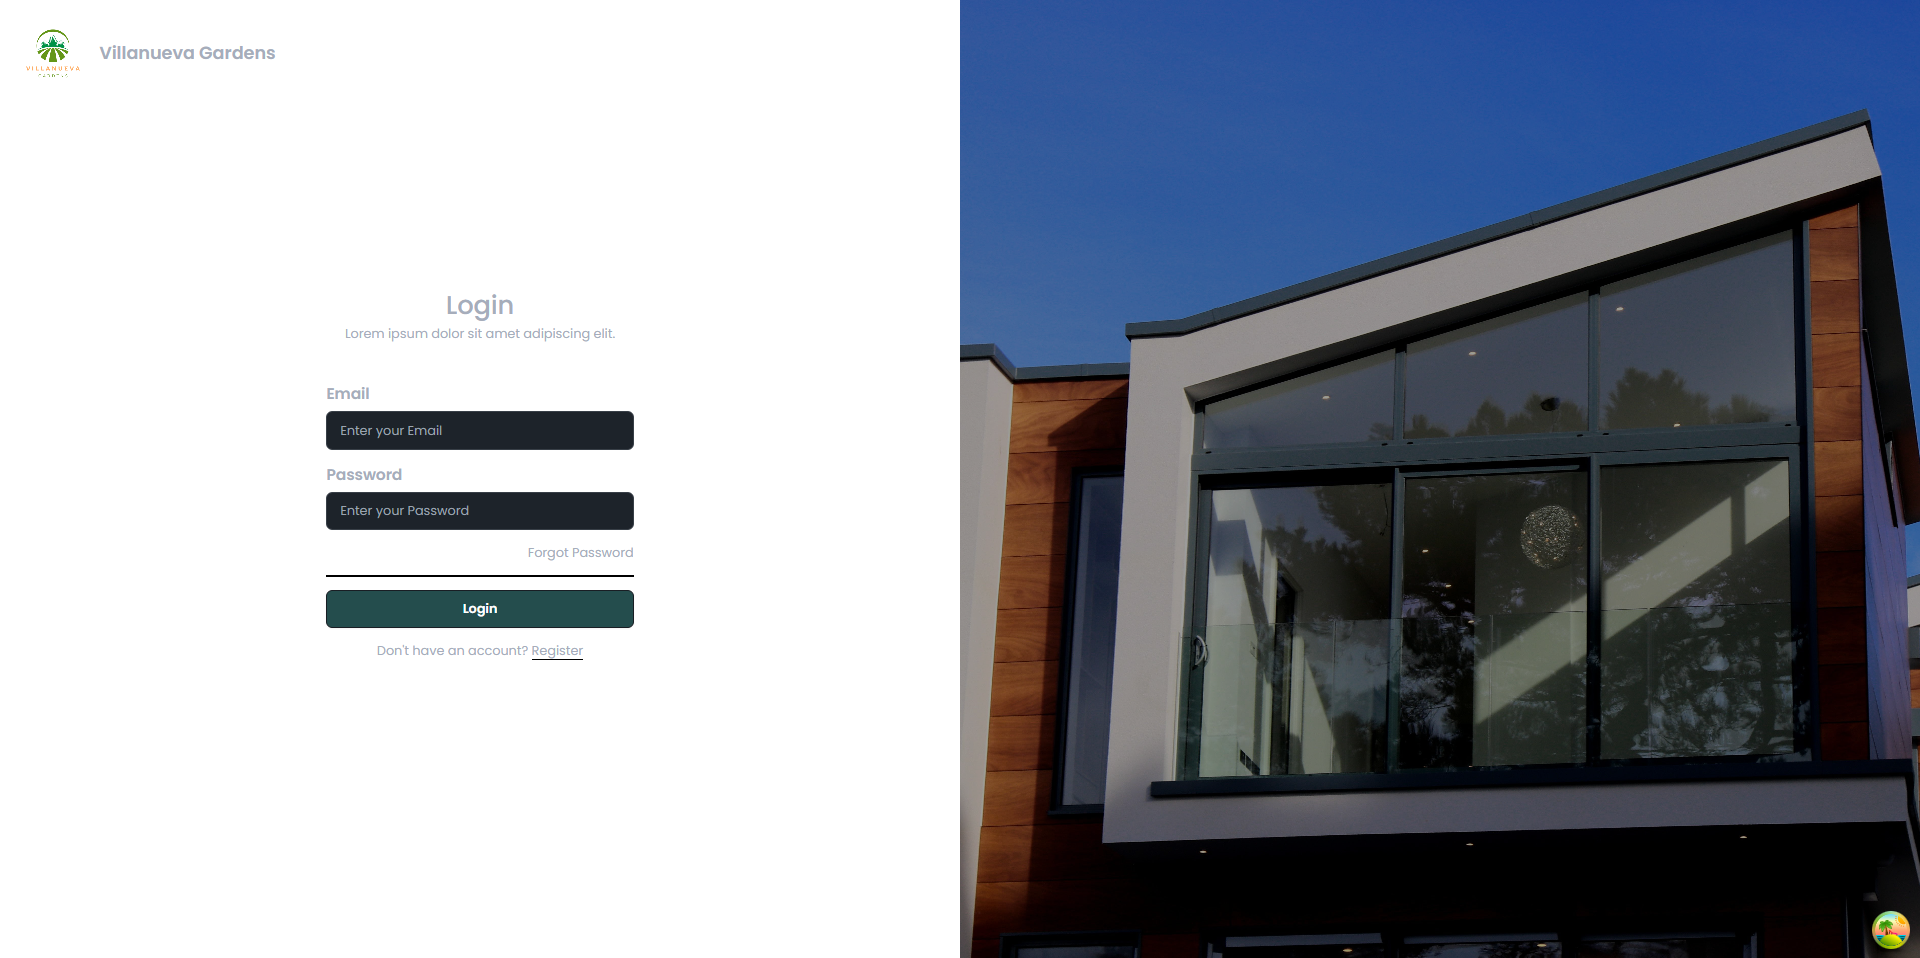 VILLANUEVA
GARDENS
Villanueva Gardens
Login
Lorem ipsum dolor sit amet adipiscing elit.
Email
Enter your Email
Password
Enter your Password
Forgot Password
Login
Don't have an account? Register